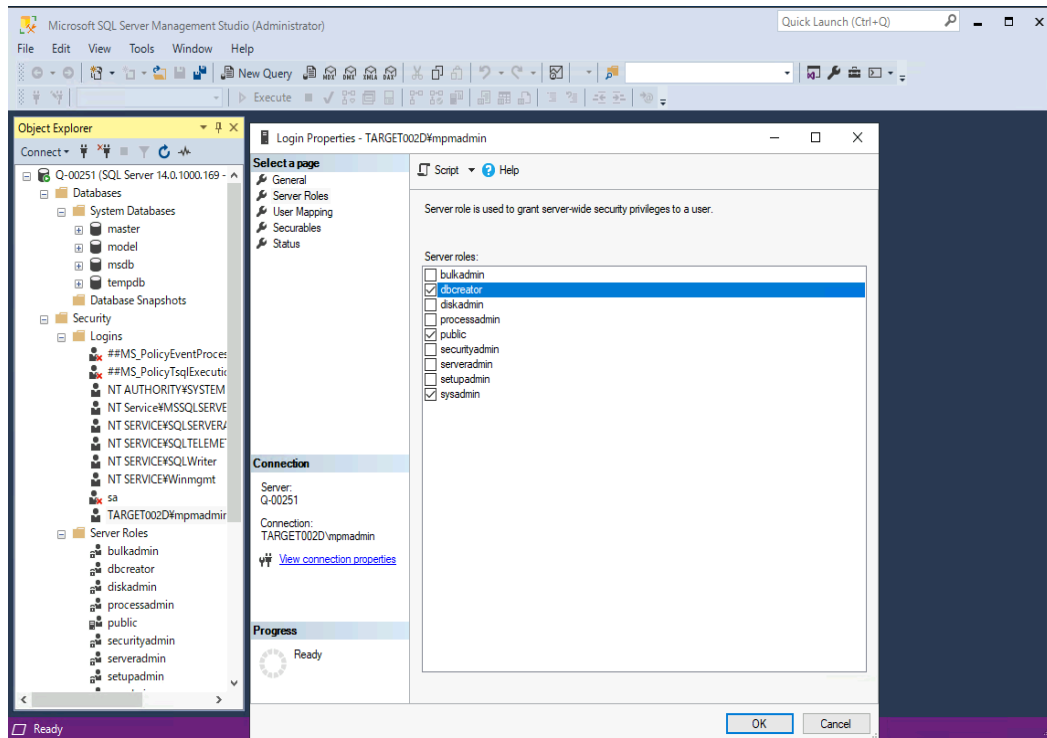 Microsoft SQL Server Management Studio (Administrator)
Quick Launch (Ctrl+Q)
File Edit View Tools Window Help
New Query MDX DMX XMLA DAX
Execute
Object Explorer
Connect
Q-00251 (SQL Server 14.0.1000.169 -
Databases
System Databases
master
model
msdb
tempdb
Database Snapshots
Security
Logins
##MS_PolicyEventProces
##MS_PolicyTsqlExecutic
NT AUTHORITY¥SYSTEM
NT Service¥MSSQLSERVE
NT SERVICE¥SQLSERVERA
NT SERVICE¥SQLTELEMET
NT SERVICE¥SQLWriter
NT SERVICE¥Winmgmt
sa
TARGET002D¥mpmadmin
Server Roles
bulkadmin
dbcreator
diskadmin
processadmin
public
securityadmin
serveradmin
setupadmin
Ready
Login Properties - TARGET002D¥mpmadmin
Select a page
General
Server Roles
User Mapping
Securables
Status
Connection
Server:
Q-00251
Connection:
TARGET002D\mpmadmin
View connection properties
Progress
Ready
Script Help
Server role is used to grant server-wide security privileges to a user.
Server roles:
bulkadmin
dbcreator
diskadmin
processadmin
public
securityadmin
serveradmin
setupadmin
sysadmin
OK Cancel